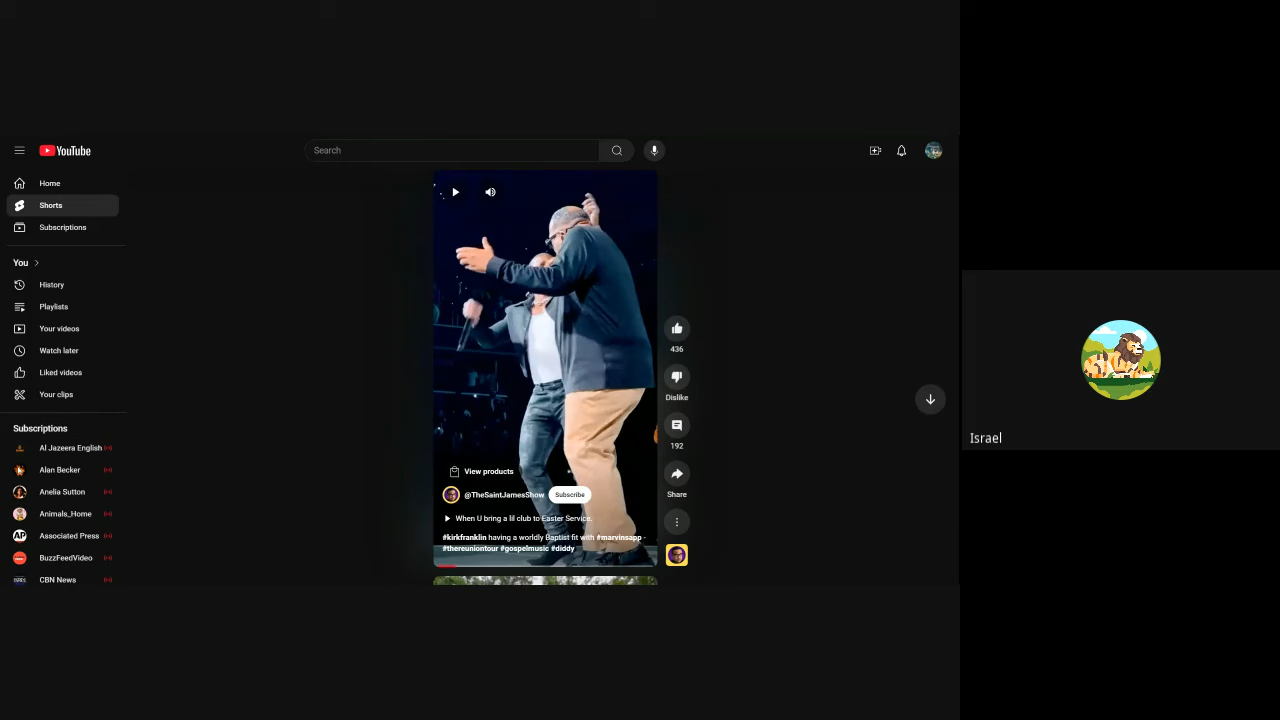 YouTube
Search
Home
Shorts
Subscriptions
You
History
Playlists
Your videos
Watch later
Liked videos
Your clips
Subscriptions
Al Jazeera English
Alan Becker
Anelia Sutton
Animals_Home
AP Associated Press
BuzzFeedVideo
CBN News
View products
@TheSaintJamesShow Subscribe
When U bring a lil club to Easter Service.
#kirkfranklin having a worldly Baptist fit with #marvinsapp -
#thereuniontour #gospelmusic #diddy
436
Dislike
192
Share
Israel